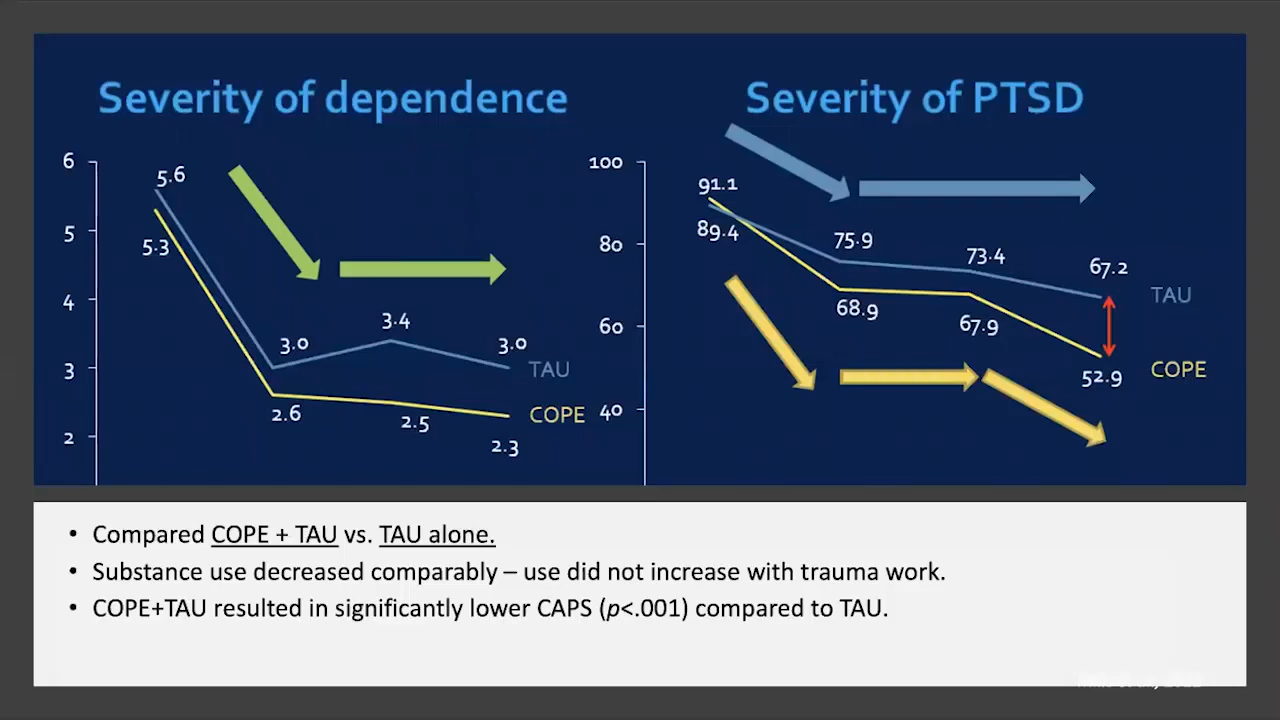 Severity of dependence
6
5
4
3
2
5.6
5.3
3.0
3.4
3.0
TAU
2.6
2.5
2.3
COPE
Severity of PTSD
100
80
60
40
91.1
89.4
75.9
73.4
67.2
TAU
68.9
67.9
52.9
COPE
• Compared COPE + TAU vs. TAU alone.
• Substance use decreased comparably – use did not increase with trauma work.
• COPE+TAU resulted in significantly lower CAPS (p<.001) compared to TAU.